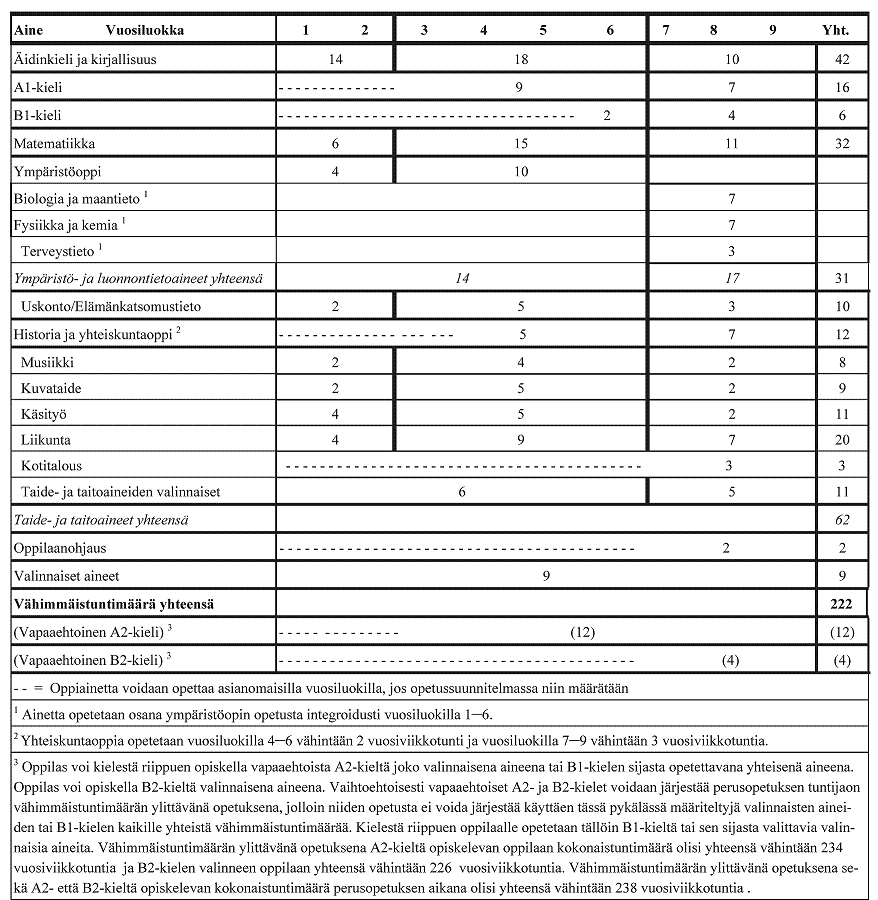 Aine Vuosiluokka 1 2 3 4 5 6 7 8 9 Yht.
Äidinkieli ja kirjallisuus 14 18 10 42
A1-kieli - - - - - - - - - - - - - 9 7 16
B1-kieli - - - - - - - - - - - - - - - - - - - - - - - - - - - - - - - - - 2 4 6
Matematiikka 6 15 11 32
Ympäristöoppi 4 10
Biologia ja maantieto ¹ 7
Fysiikka ja kemia ¹ 7
Terveystieto ¹ 3
Ympäristö- ja luonnontietoaineet yhteensä 14 17 31
Uskonto/Elämänkatsomustieto 2 5 3 10
Historia ja yhteiskuntaoppi ² - - - - - - - - - - - - - - - - - - - 5 7 12
Musiikki 2 4 2 8
Kuvataide 2 5 2 9
Käsityö 4 5 2 11
Liikunta 4 9 7 20
Kotitalous - - - - - - - - - - - - - - - - - - - - - - - - - - - - - - - - - - - - - - - 3 3
Taide- ja taitoaineiden valinnaiset 6 5 11
Taide- ja taitoaineet yhteensä 62
Oppilaanohjaus - - - - - - - - - - - - - - - - - - - - - - - - - - - - - - - - - - - - - - - 2 2
Valinnaiset aineet 9 9
Vähimmäistuntimäärä yhteensä 222
(Vapaaehtoinen A2-kieli) ³ - - - - - - - - - - - - - (12) (12)
(Vapaaehtoinen B2-kieli) ³ - - - - - - - - - - - - - - - - - - - - - - - - - - - - - - - - - - - - - - - (4) (4)
- - = Oppiainetta voidaan opettaa asianomaisilla vuosiluokilla, jos opetussuunnitelmassa niin määrätään
¹ Ainetta opetetaan osana ympäristöopin opetusta integroidusti vuosiluokilla 1–6.
² Yhteiskuntaoppia opetetaan vuosiluokilla 4–6 vähintään 2 vuosiviikkotunti ja vuosiluokilla 7–9 vähintään 3 vuosiviikkotuntia.
³ Oppilas voi kielestä riippuen opiskella vapaaehtoista A2-kieltä joko valinnaisena aineena tai B1-kielen sijasta opetettavana yhteisenä aineena.
Oppilas voi opiskella B2-kieltä valinnaisena aineena. Vaihtoehtoisesti vapaaehtoiset A2- ja B2-kielet voidaan järjestää perusopetuksen tuntijaon
vähimmäistuntimäärän ylittävänä opetuksena, jolloin niiden opetusta ei voida järjestää käyttäen tässä pykälässä määriteltyjä valinnaisten ainei-
den tai B1-kielen kaikille yhteistä vähimmäistuntimäärää. Kielestä riippuen oppilaalle opetetaan tällöin B1-kieltä tai sen sijasta valittavia valin-
naisia aineita. Vähimmäistuntimäärän ylittävänä opetuksena A2-kieltä opiskelevan oppilaan kokonaistuntimäärä olisi yhteensä vähintään 234
vuosiviikkotuntia ja B2-kielen valinneen oppilaan yhteensä vähintään 226 vuosiviikkotuntia. Vähimmäistuntimäärän ylittävänä opetuksena se-
kä A2- että B2-kieltä opiskelevan kokonaistuntimäärä perusopetuksen aikana olisi yhteensä vähintään 238 vuosiviikkotuntia .